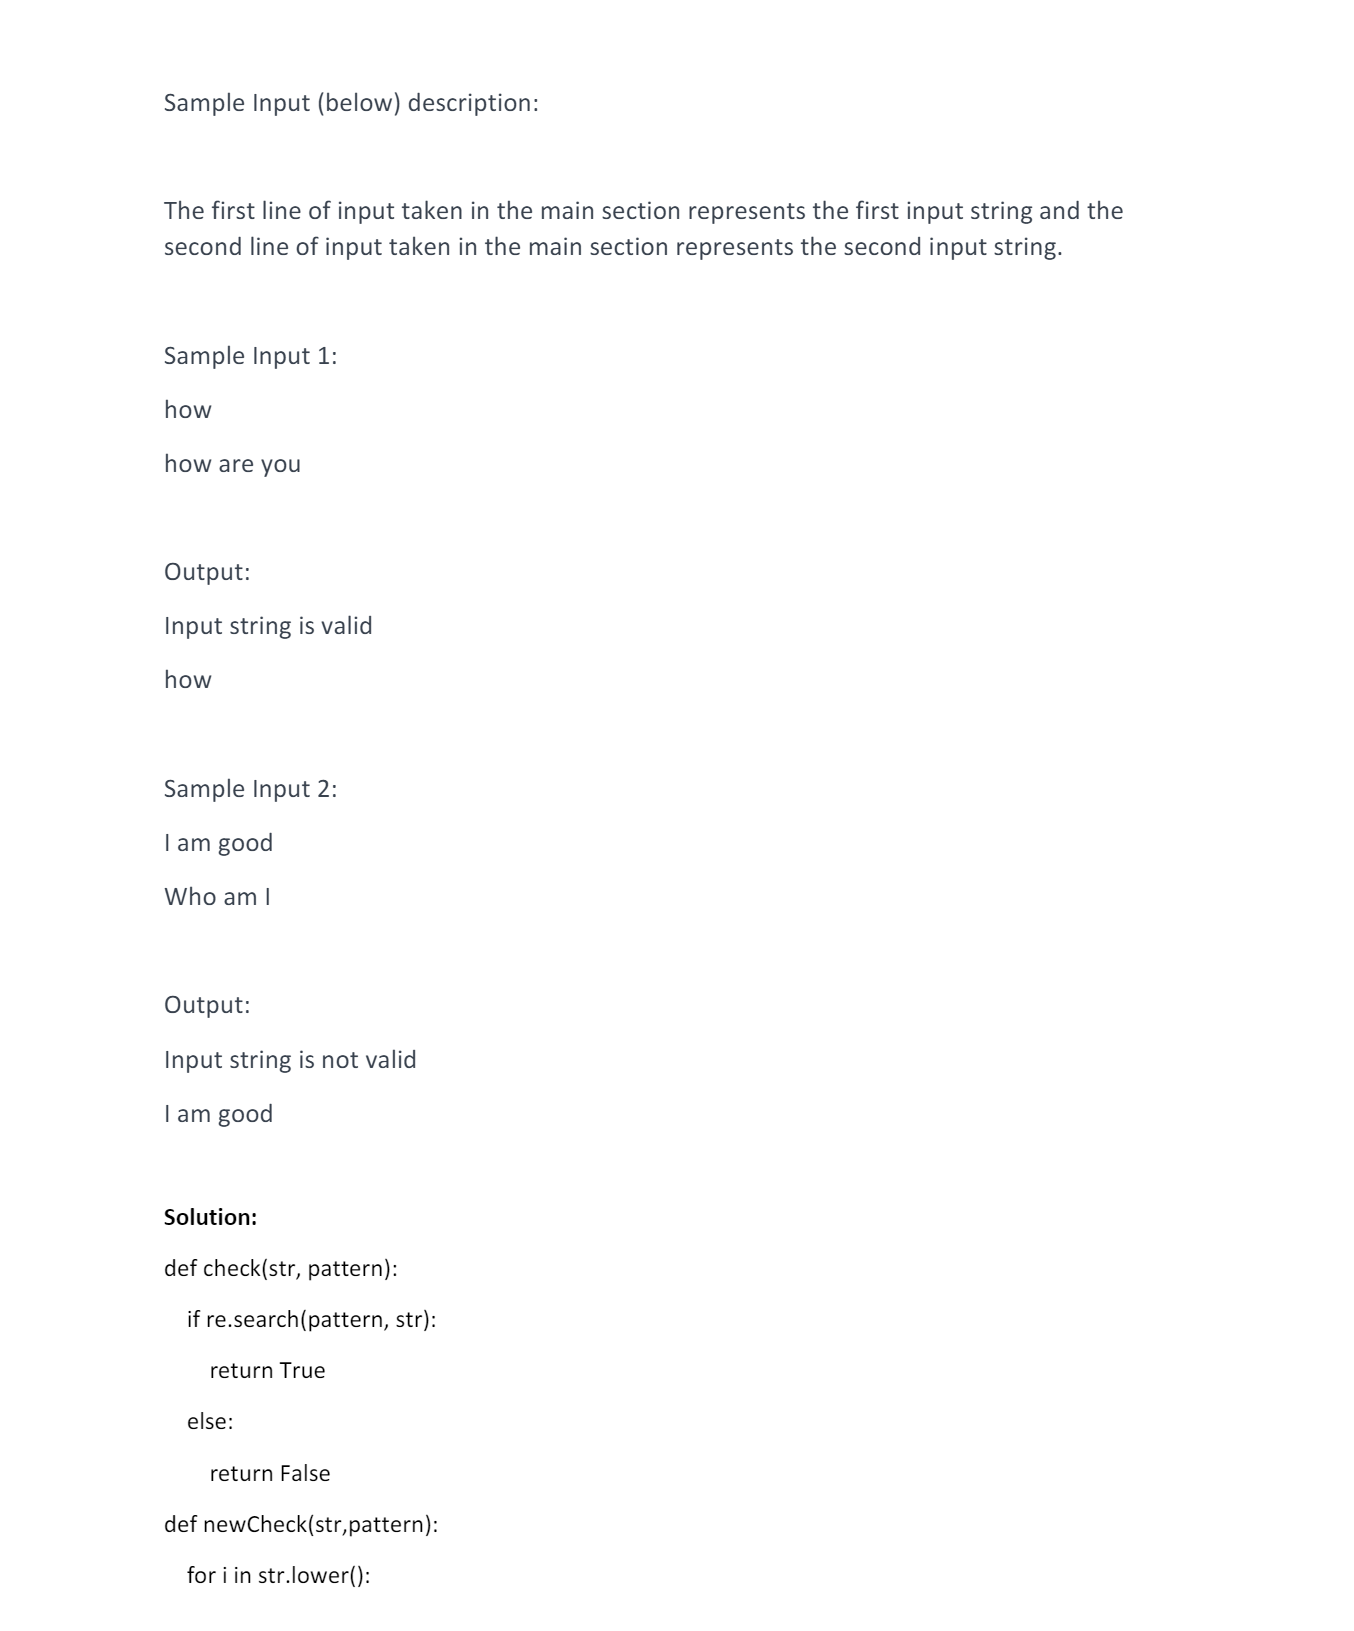 Sample Input (below) description:
The first line of input taken in the main section represents the first input string and the
second line of input taken in the main section represents the second input string.
Sample Input 1:
how
how are you
Output:
Input string is valid
how
Sample Input 2:
I am good
Who am I
Output:
Input string is not valid
I am good
Solution:
def check(str, pattern):
if re.search(pattern, str):
return True
else:
return False
def newCheck(str,pattern):
for i in str.lower():